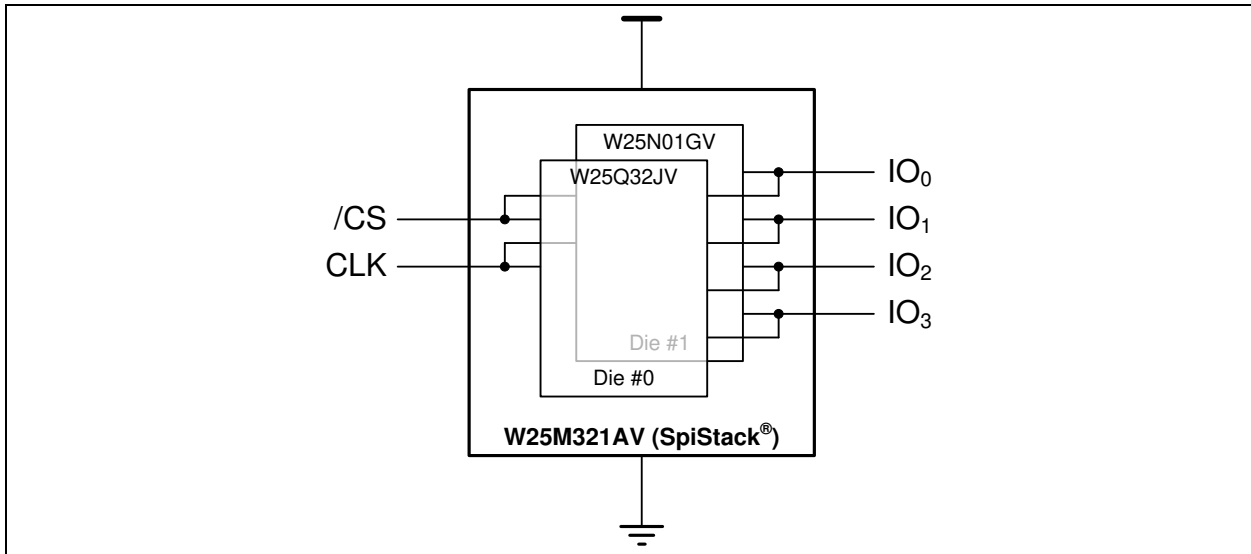 W25N01GV
W25Q32JV
/CS
CLK
IO₀
IO₁
IO₂
IO₃
Die #1
Die #0
W25M321AV (SpiStack®)